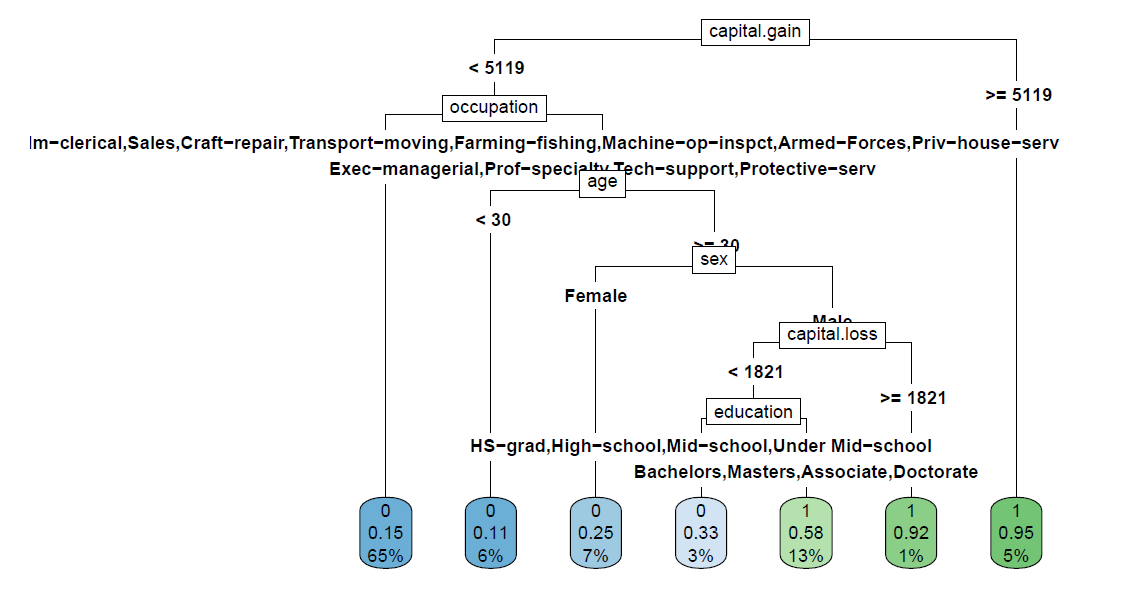 capital.gain
< 5119
>= 5119
occupation
lm−clerical,Sales,Craft−repair,Transport−moving,Farming−fishing,Machine−op−inspct,Armed−Forces,Priv−house−serv
Exec−managerial,Prof−specialty,Tech−support,Protective−serv
age
< 30
>= 30
sex
Female
Male
capital.loss
< 1821
>= 1821
education
HS−grad,High−school,Mid−school,Under Mid−school
Bachelors,Masters,Associate,Doctorate
0 0 0 0 1 1 1
0.15 0.11 0.25 0.33 0.58 0.92 0.95
65% 6% 7% 3% 13% 1% 5%